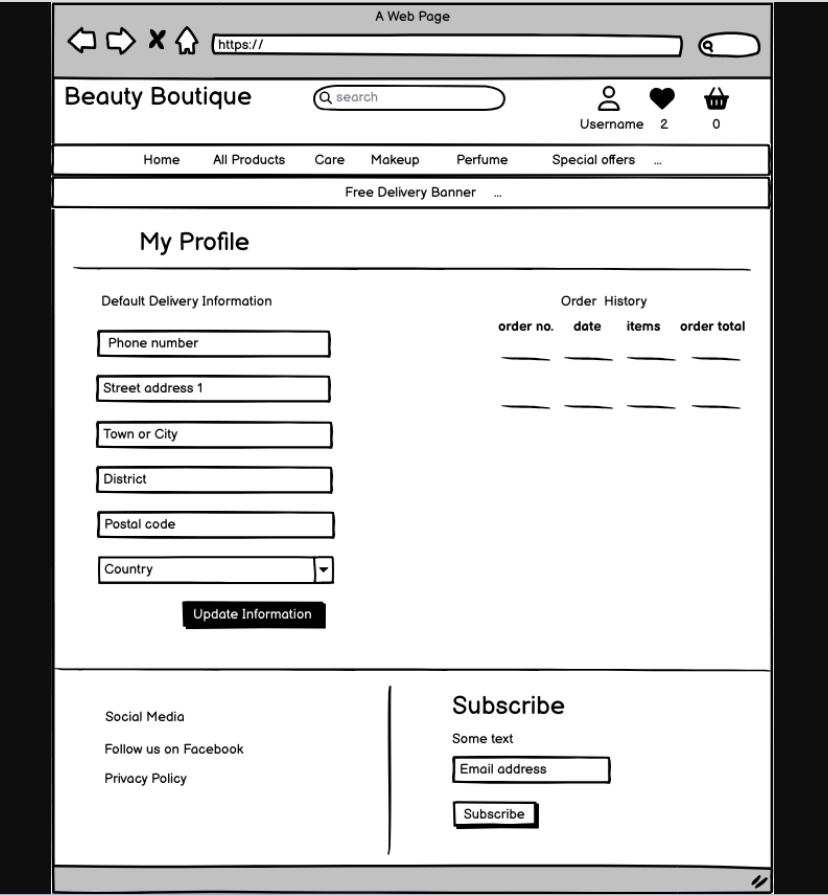 A Web Page
https://
Beauty Boutique
search
Username 2 0
Home All Products Care Makeup Perfume Special offers ...
Free Delivery Banner ...
My Profile
Default Delivery Information
Phone number
Street address 1
Town or City
District
Postal code
Country
Update Information
Order History
order no. date items order total
Social Media
Follow us on Facebook
Privacy Policy
Subscribe
Some text
Email address
Subscribe